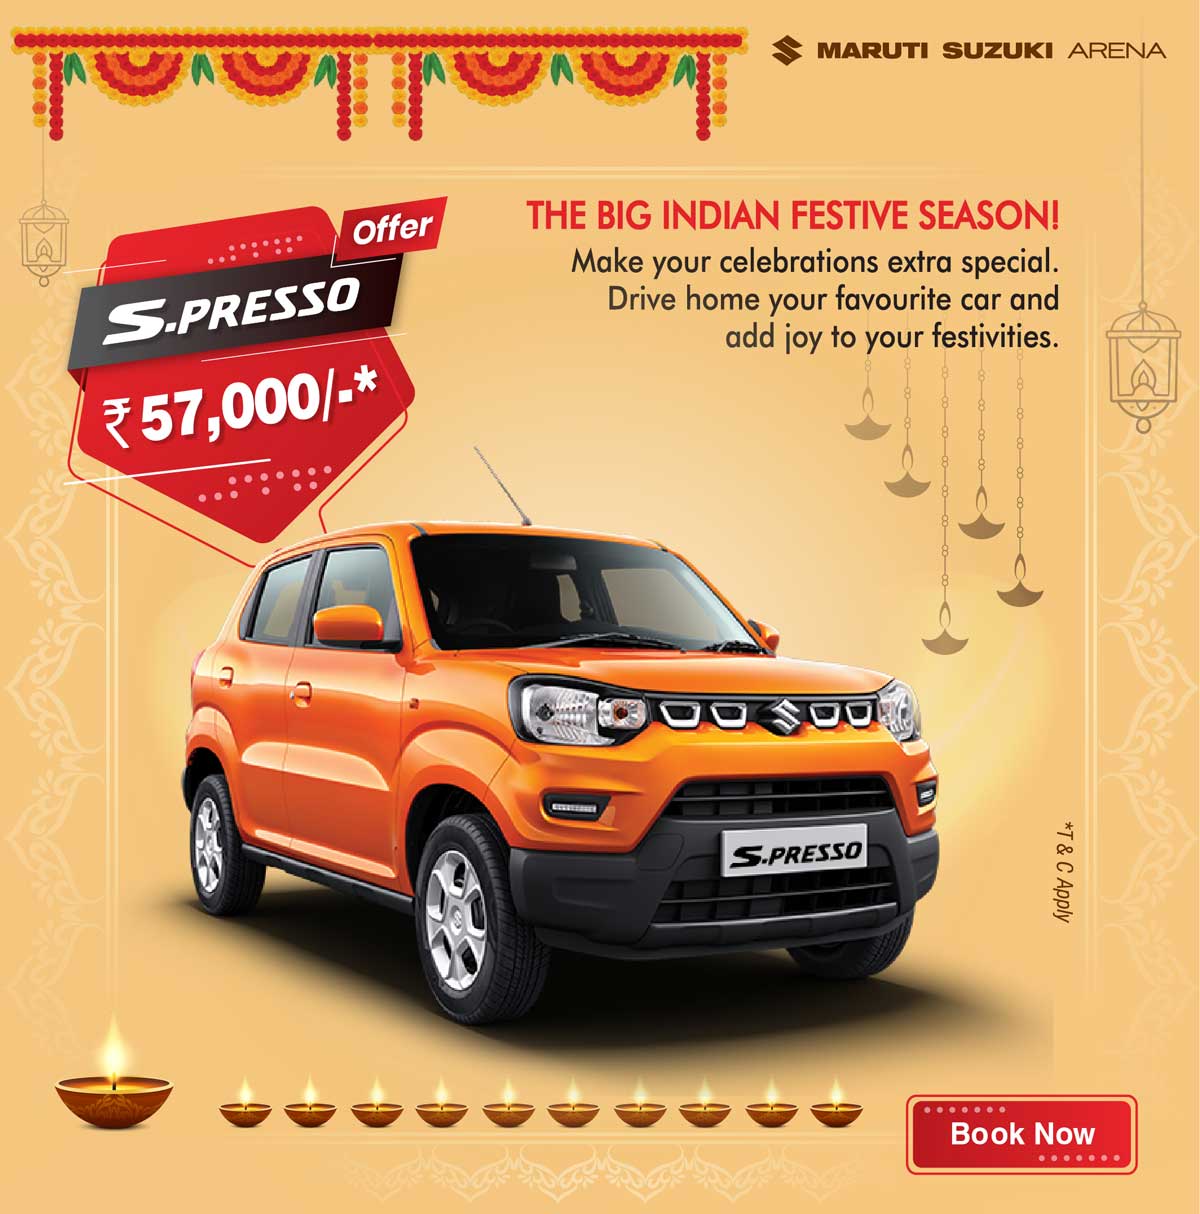 MARUTI SUZUKI ARENA
Offer
S.PRESSO
₹ 57,000/-*
THE BIG INDIAN FESTIVE SEASON!
Make your celebrations extra special.
Drive home your favourite car and
add joy to your festivities.
S.PRESSO
*T & C Apply
Book Now